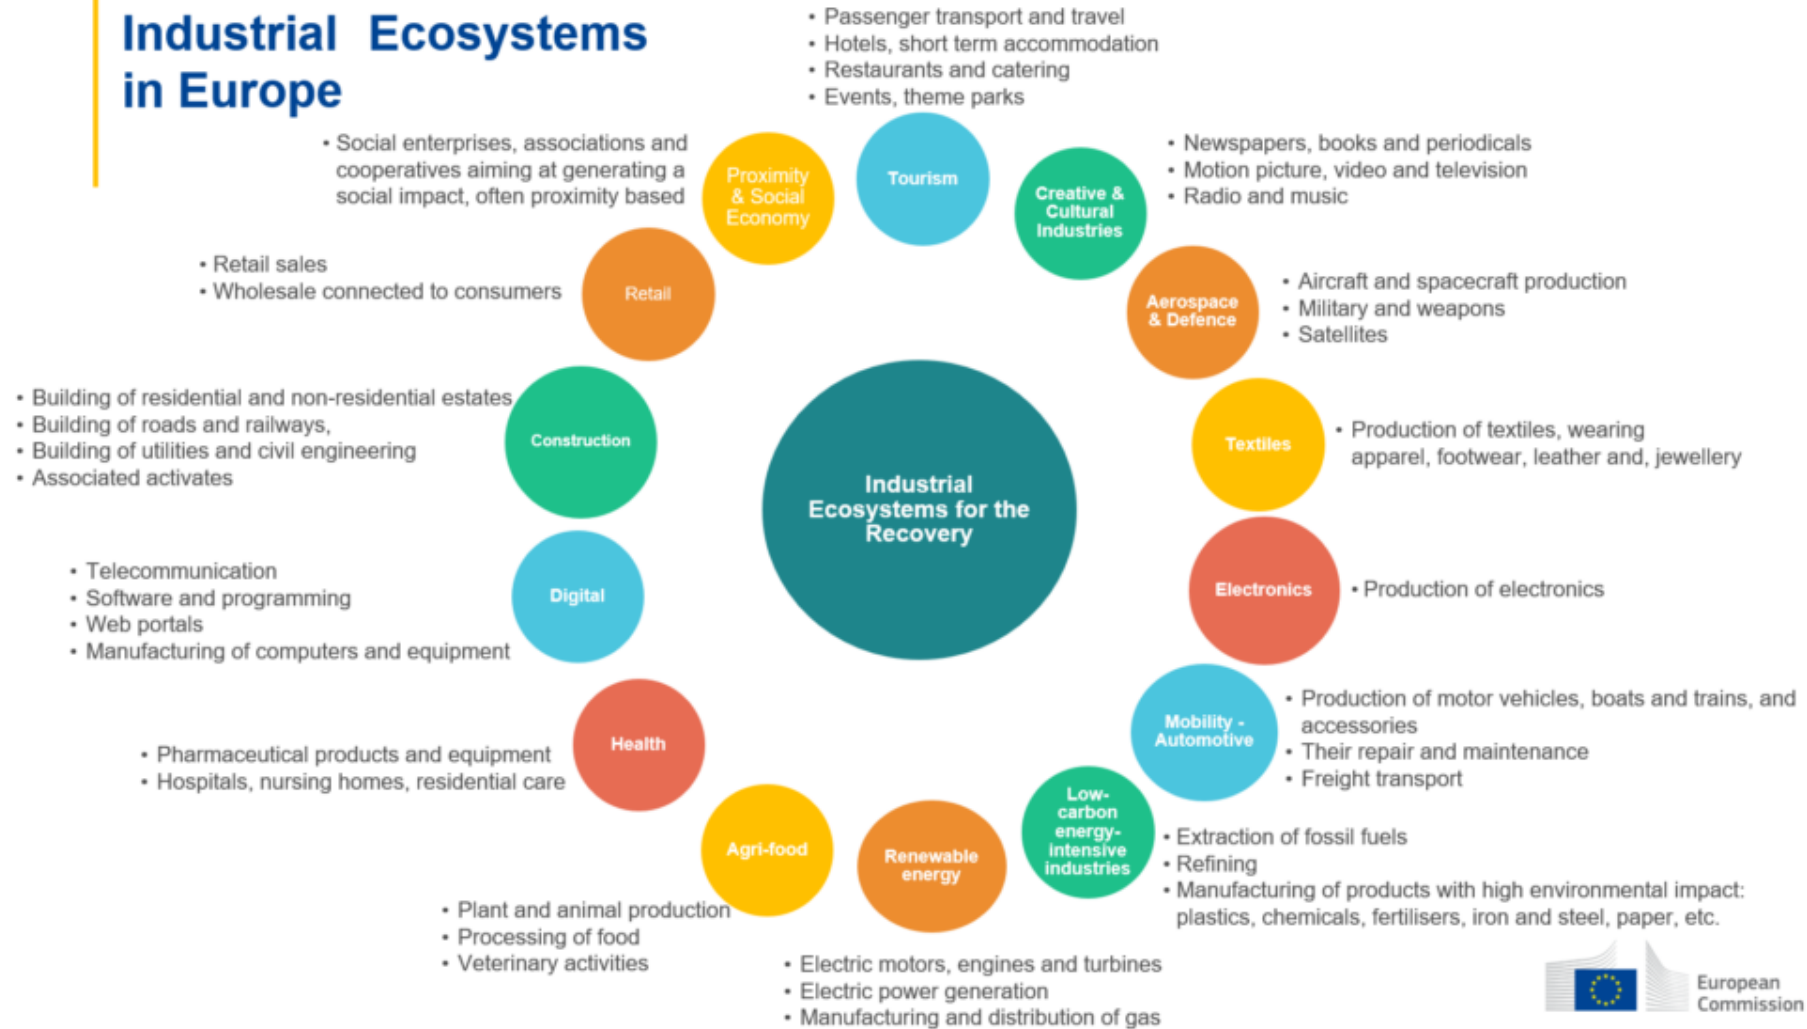 Industrial Ecosystems
in Europe
• Passenger transport and travel
• Hotels, short term accommodation
• Restaurants and catering
• Events, theme parks
Tourism
• Newspapers, books and periodicals
• Motion picture, video and television
• Radio and music
Creative &
Cultural
Industries
• Aircraft and spacecraft production
• Military and weapons
• Satellites
Aerospace
& Defence
• Production of textiles, wearing
apparel, footwear, leather and, jewellery
Textiles
• Production of electronics
Electronics
• Production of motor vehicles, boats and trains, and
accessories
• Their repair and maintenance
• Freight transport
Mobility -
Automotive
• Extraction of fossil fuels
• Refining
• Manufacturing of products with high environmental impact:
plastics, chemicals, fertilisers, iron and steel, paper, etc.
Low-
carbon
energy-
intensive
industries
Renewable
energy
• Electric motors, engines and turbines
• Electric power generation
• Manufacturing and distribution of gas
Agri-food
• Plant and animal production
• Processing of food
• Veterinary activities
Health
• Pharmaceutical products and equipment
• Hospitals, nursing homes, residential care
Digital
• Telecommunication
• Software and programming
• Web portals
• Manufacturing of computers and equipment
Construction
• Building of residential and non-residential estates
• Building of roads and railways,
• Building of utilities and civil engineering
• Associated activates
Retail
• Retail sales
• Wholesale connected to consumers
Proximity
& Social
Economy
• Social enterprises, associations and
cooperatives aiming at generating a
social impact, often proximity based
Industrial
Ecosystems for the
Recovery
European
Commission